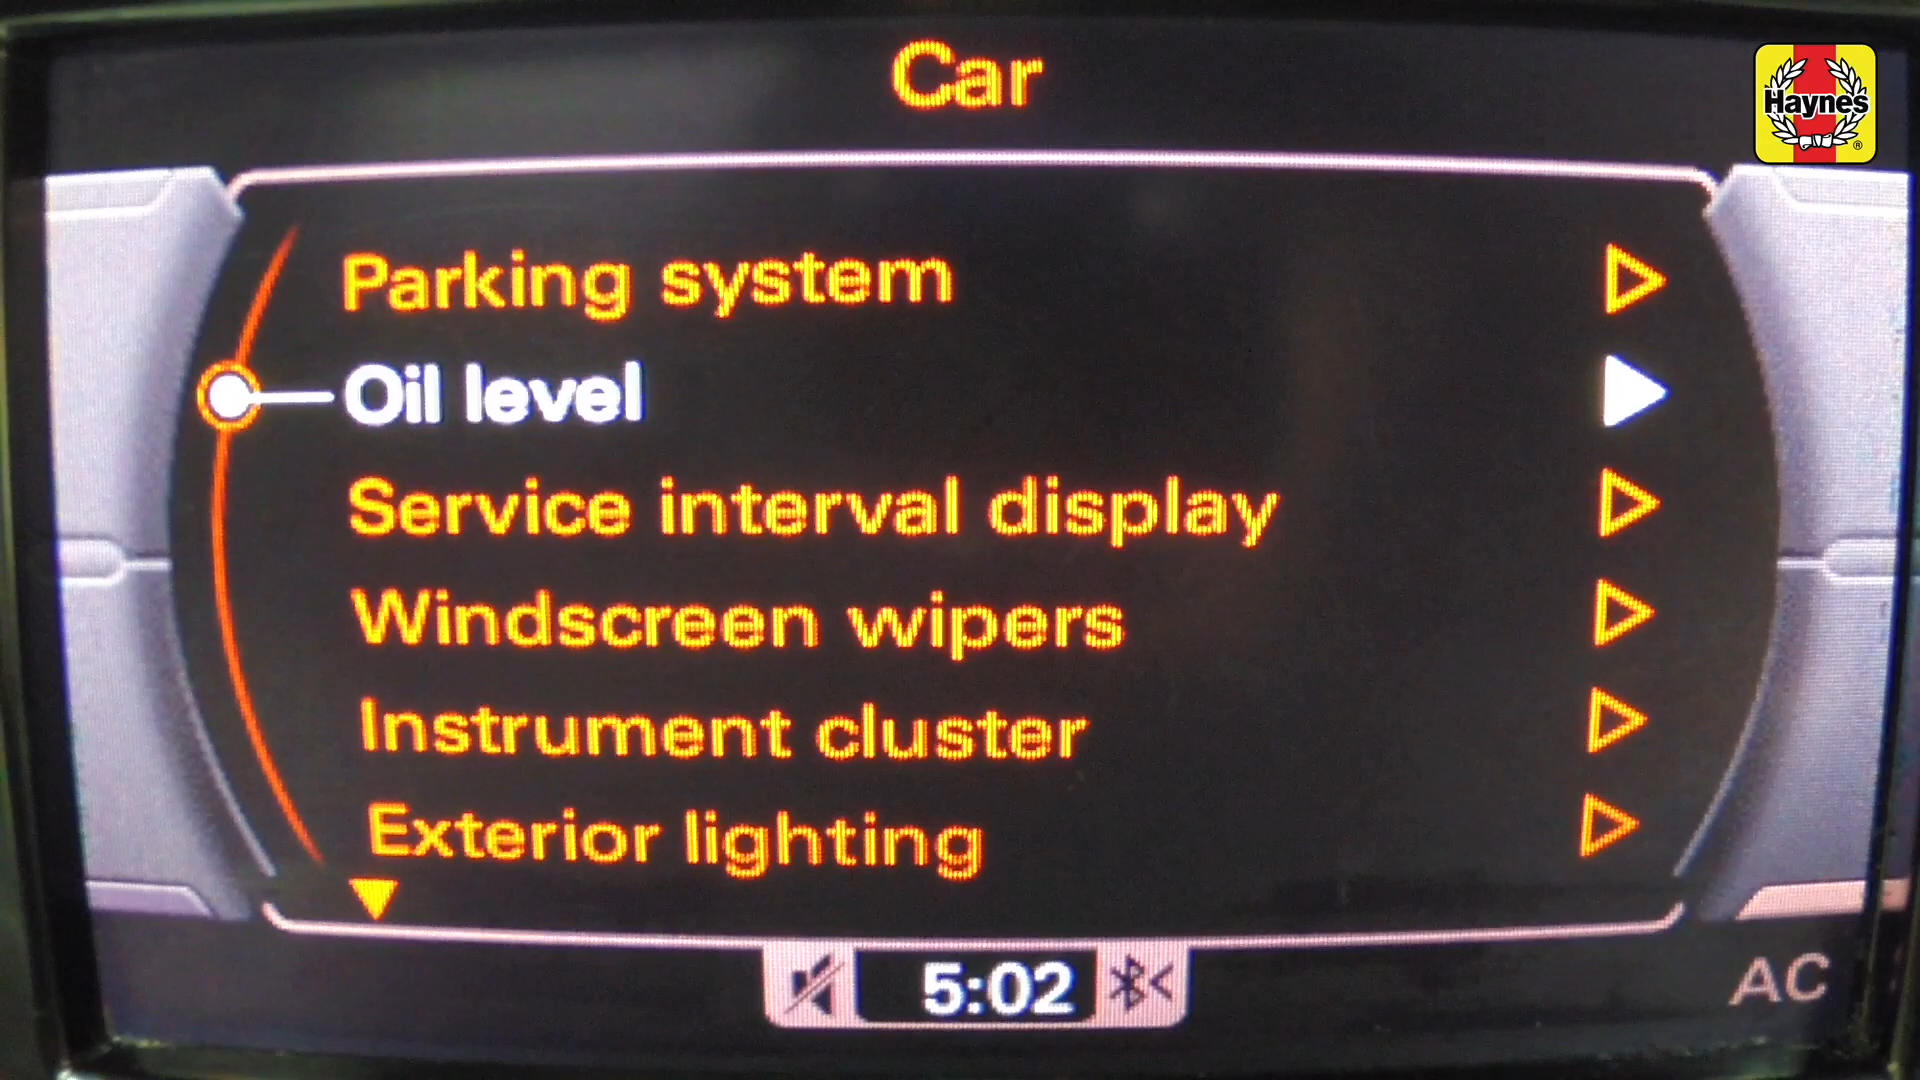 Car
Haynes
®
Parking system
Oil level
Service interval display
Windscreen wipers
Instrument cluster
Exterior lighting
5:02
AC